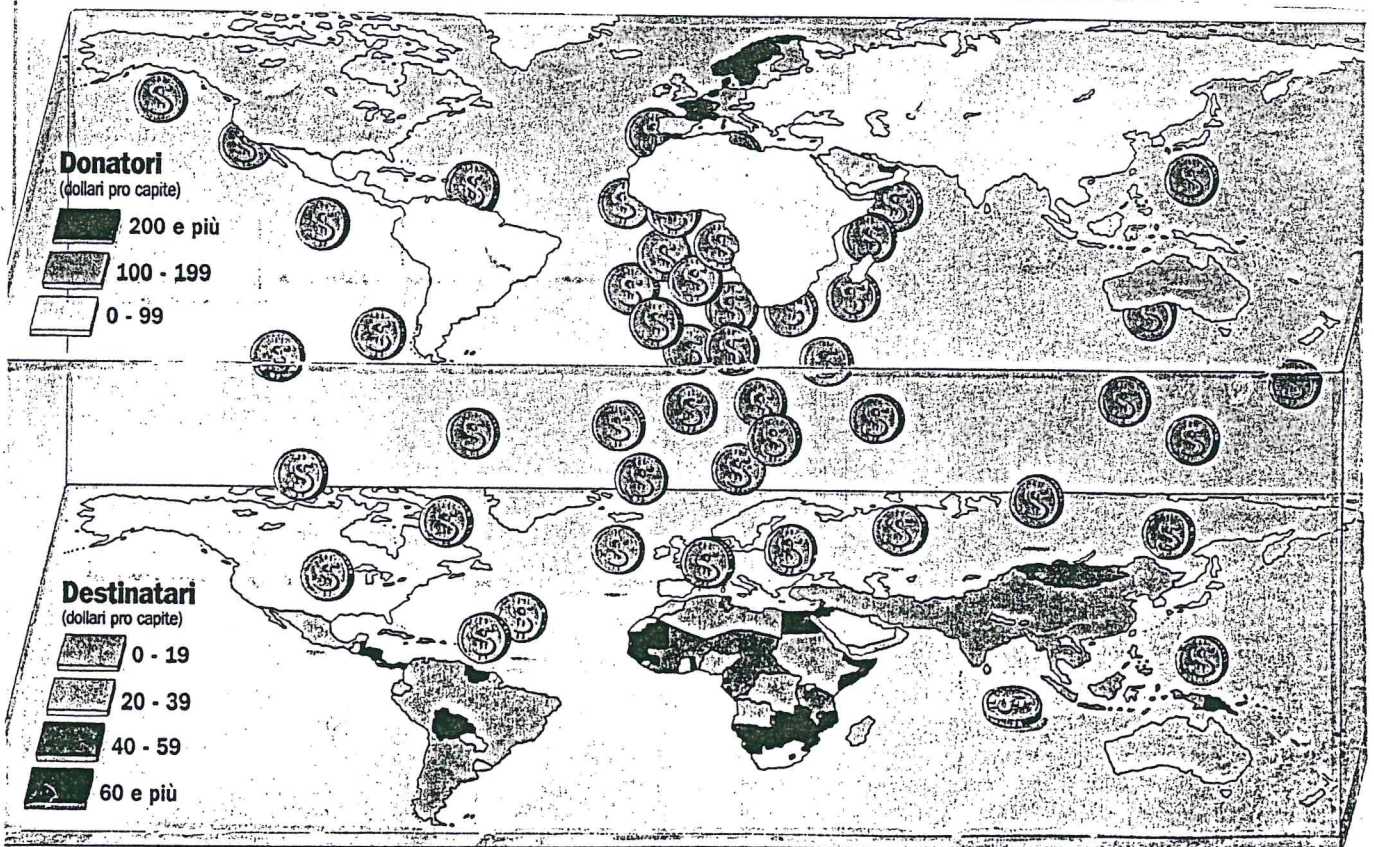 Donatori
(dollari pro capite)
200 e più
100 - 199
0 - 99
Destinatari
(dollari pro capite)
0 - 19
20 - 39
40 - 59
60 e più